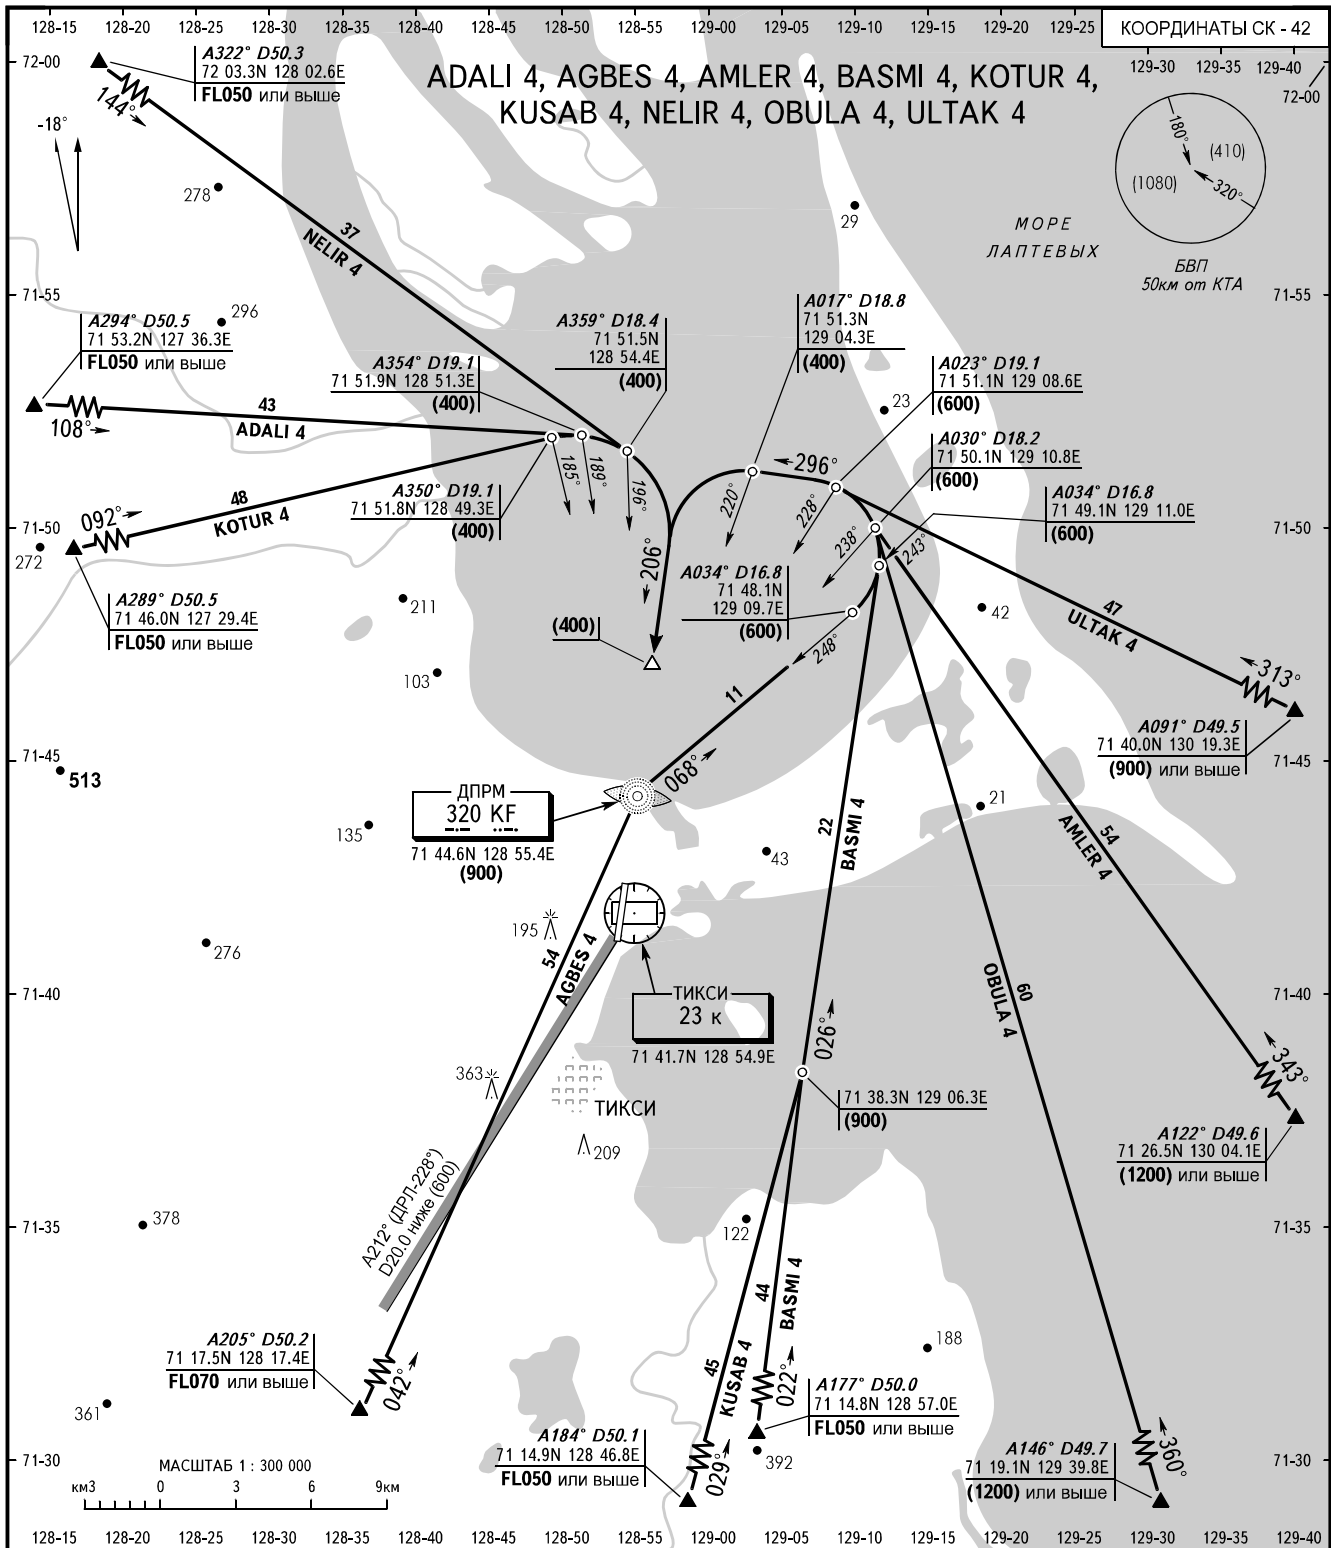 128-15 128-20 128-25 128-30 128-35 128-40 128-45 128-50 128-55 129-00 129-05 129-10 129-15 129-20 129-25
КООРДИНАТЫ СК - 42
129-30 129-35 129-40
72-00
72-00
A322° D50.3
72 03.3N 128 02.6E
FL050 или выше
ADALI 4, AGBES 4, AMLER 4, BASMI 4, KOTUR 4,
KUSAB 4, NELIR 4, OBULA 4, ULTAK 4
144°
-18°
180°
(410)
(1080)
320°
БВП
50км от КТА
278
29
МОРЕ
ЛАПТЕВЫХ
37
NELIR 4
71-55
71-55
296
A294° D50.5
71 53.2N 127 36.3E
FL050 или выше
A359° D18.4
71 51.5N
128 54.4E
(400)
A017° D18.8
71 51.3N
129 04.3E
(400)
A354° D19.1
71 51.9N 128 51.3E
(400)
A023° D19.1
71 51.1N 129 08.6E
(600)
23
108°
43
ADALI 4
A030° D18.2
71 50.1N 129 10.8E
(600)
296°
185°
189°
196°
220°
228°
238°
243°
A350° D19.1
71 51.8N 128 49.3E
(400)
A034° D16.8
71 49.1N 129 11.0E
(600)
48
KOTUR 4
092°
71-50
71-50
272
206°
A034° D16.8
71 48.1N
129 09.7E
(600)
A289° D50.5
71 46.0N 127 29.4E
FL050 или выше
211
42
47
ULTAK 4
(400)
248°
103
313°
11
A091° D49.5
71 40.0N 130 19.3E
(900) или выше
71-45
71-45
513
068°
ДПРМ
320 KF
71 44.6N 128 55.4E
(900)
135
22
BASMI 4
21
54
AMLER 4
43
195
276
54
AGBES 4
71-40
71-40
ТИКСИ
23 к
71 41.7N 128 54.9E
60
OBULA 4
026°
343°
363
ТИКСИ
71 38.3N 129 06.3E
(900)
209
A122° D49.6
71 26.5N 130 04.1E
(1200) или выше
A212° (ДРЛ-228°)
D20.0 ниже (600)
378
71-35
71-35
122
44
BASMI 4
A205° D50.2
71 17.5N 128 17.4E
FL070 или выше
188
45
KUSAB 4
042°
022°
A177° D50.0
71 14.8N 128 57.0E
FL050 или выше
361
392
A184° D50.1
71 14.9N 128 46.8E
FL050 или выше
029°
A146° D49.7
71 19.1N 129 39.8E
(1200) или выше
360°
71-30
71-30
МАСШТАБ 1 : 300 000
км3 0 3 6 9км
128-15 128-20 128-25 128-30 128-35 128-40 128-45 128-50 128-55 129-00 129-05 129-10 129-15 129-20 129-25 129-30 129-35 129-40